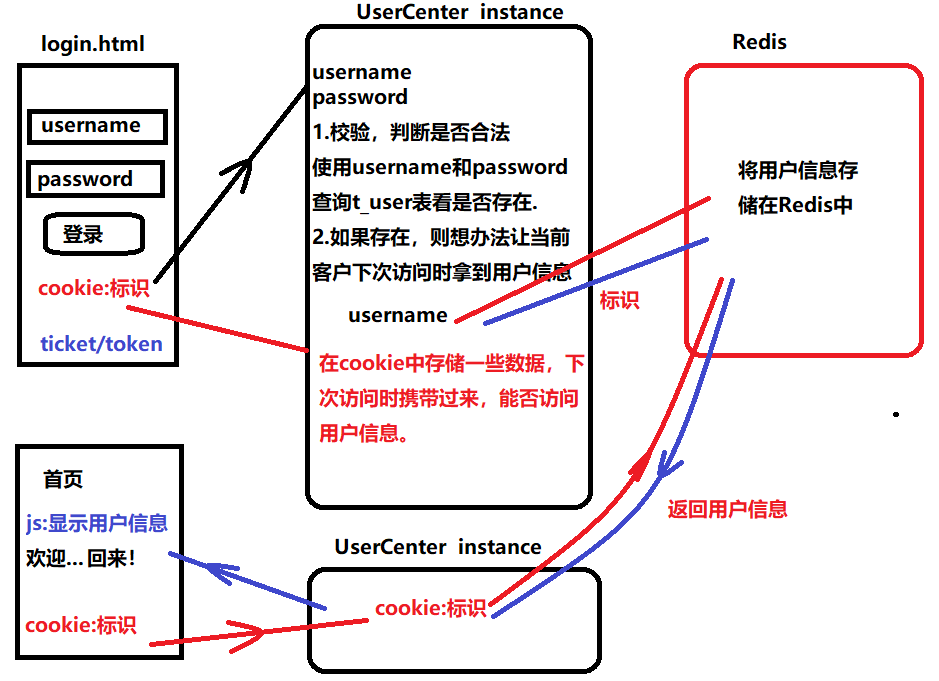 UserCenter instance
login.html
Redis
username
password
登录
cookie:标识
ticket/token
username
password
1.校验，判断是否合法
使用username和password
查询t_user表看是否存在.
2.如果存在，则想办法让当前
客户下次访问时拿到用户信息
username
在cookie中存储一些数据，下
次访问时携带过来，能否访问
用户信息。
标识
将用户信息存
储在Redis中
首页
js:显示用户信息
欢迎...回来！
cookie:标识
UserCenter instance
cookie:标识
返回用户信息